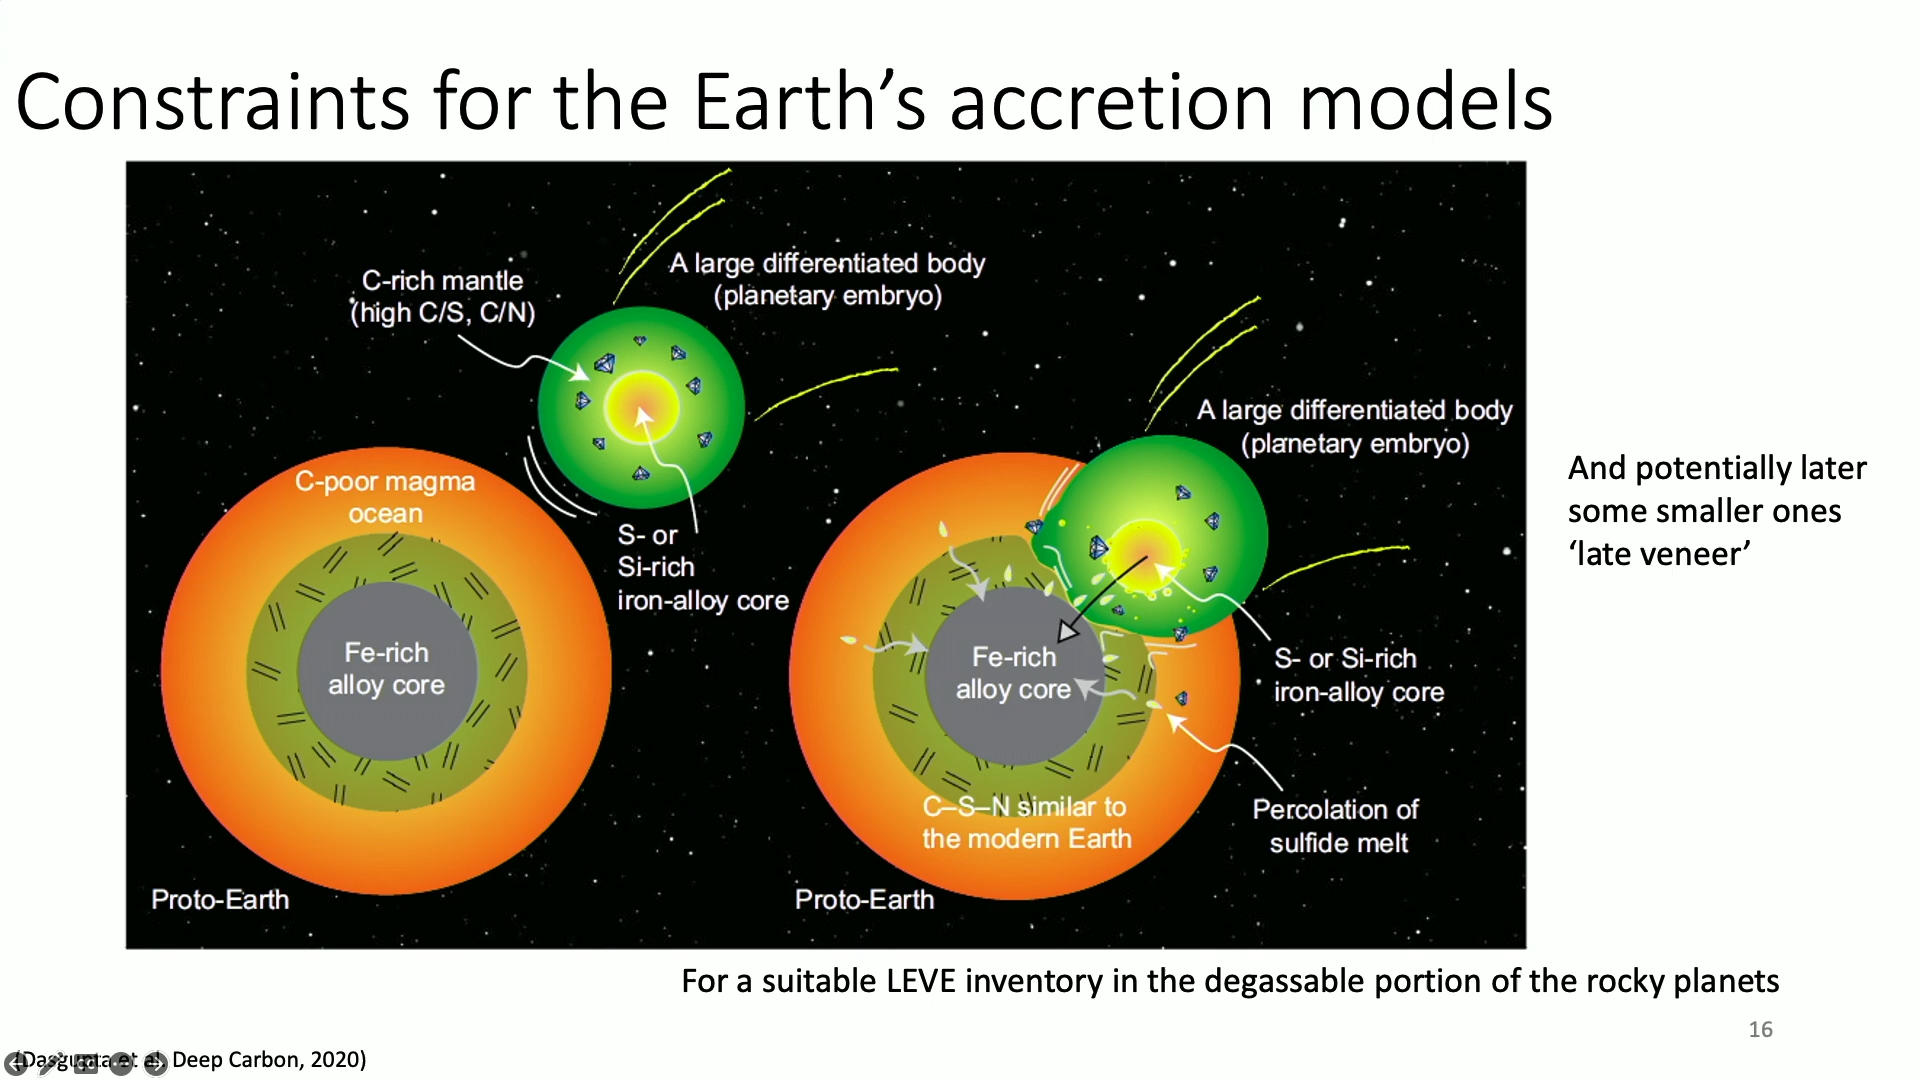 Constraints for the Earth’s accretion models
C-rich mantle
(high C/S, C/N)
A large differentiated body
(planetary embryo)
C-poor magma
ocean
S- or
Si-rich
iron-alloy core
Fe-rich
alloy core
Proto-Earth
A large differentiated body
(planetary embryo)
Fe-rich
alloy core
S- or Si-rich
iron-alloy core
C–S–N similar to
the modern Earth
Percolation of
sulfide melt
Proto-Earth
And potentially later
some smaller ones
‘late veneer’
For a suitable LEVE inventory in the degassable portion of the rocky planets
16
(Dasgupta et al, Deep Carbon, 2020)